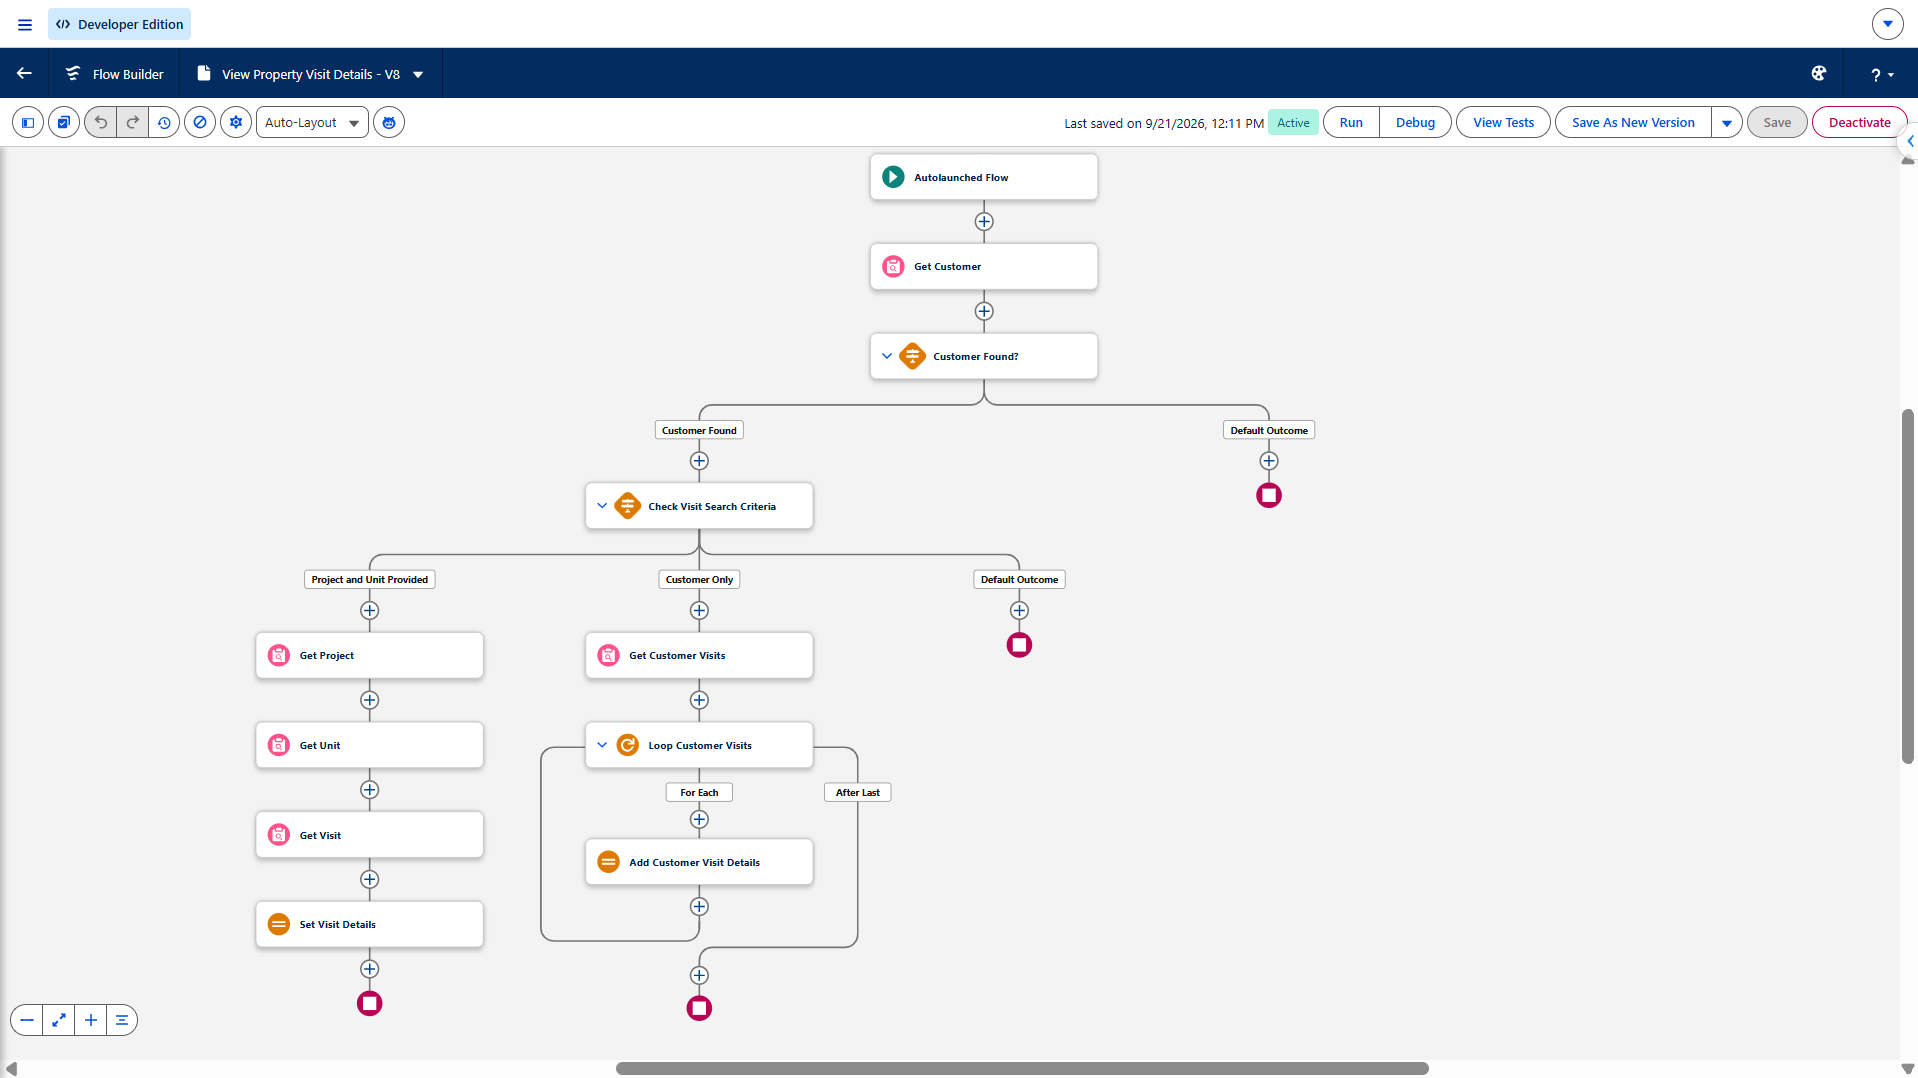 Developer Edition
Flow Builder
View Property Visit Details - V8
?
Auto-Layout
Last saved on 9/21/2026, 12:11 PM
Active
Run
Debug
View Tests
Save As New Version
Save
Deactivate
Autolaunched Flow
Get Customer
Customer Found?
Customer Found
Default Outcome
Check Visit Search Criteria
Project and Unit Provided
Customer Only
Default Outcome
Get Project
Get Customer Visits
Get Unit
Loop Customer Visits
For Each
After Last
Get Visit
Add Customer Visit Details
Set Visit Details